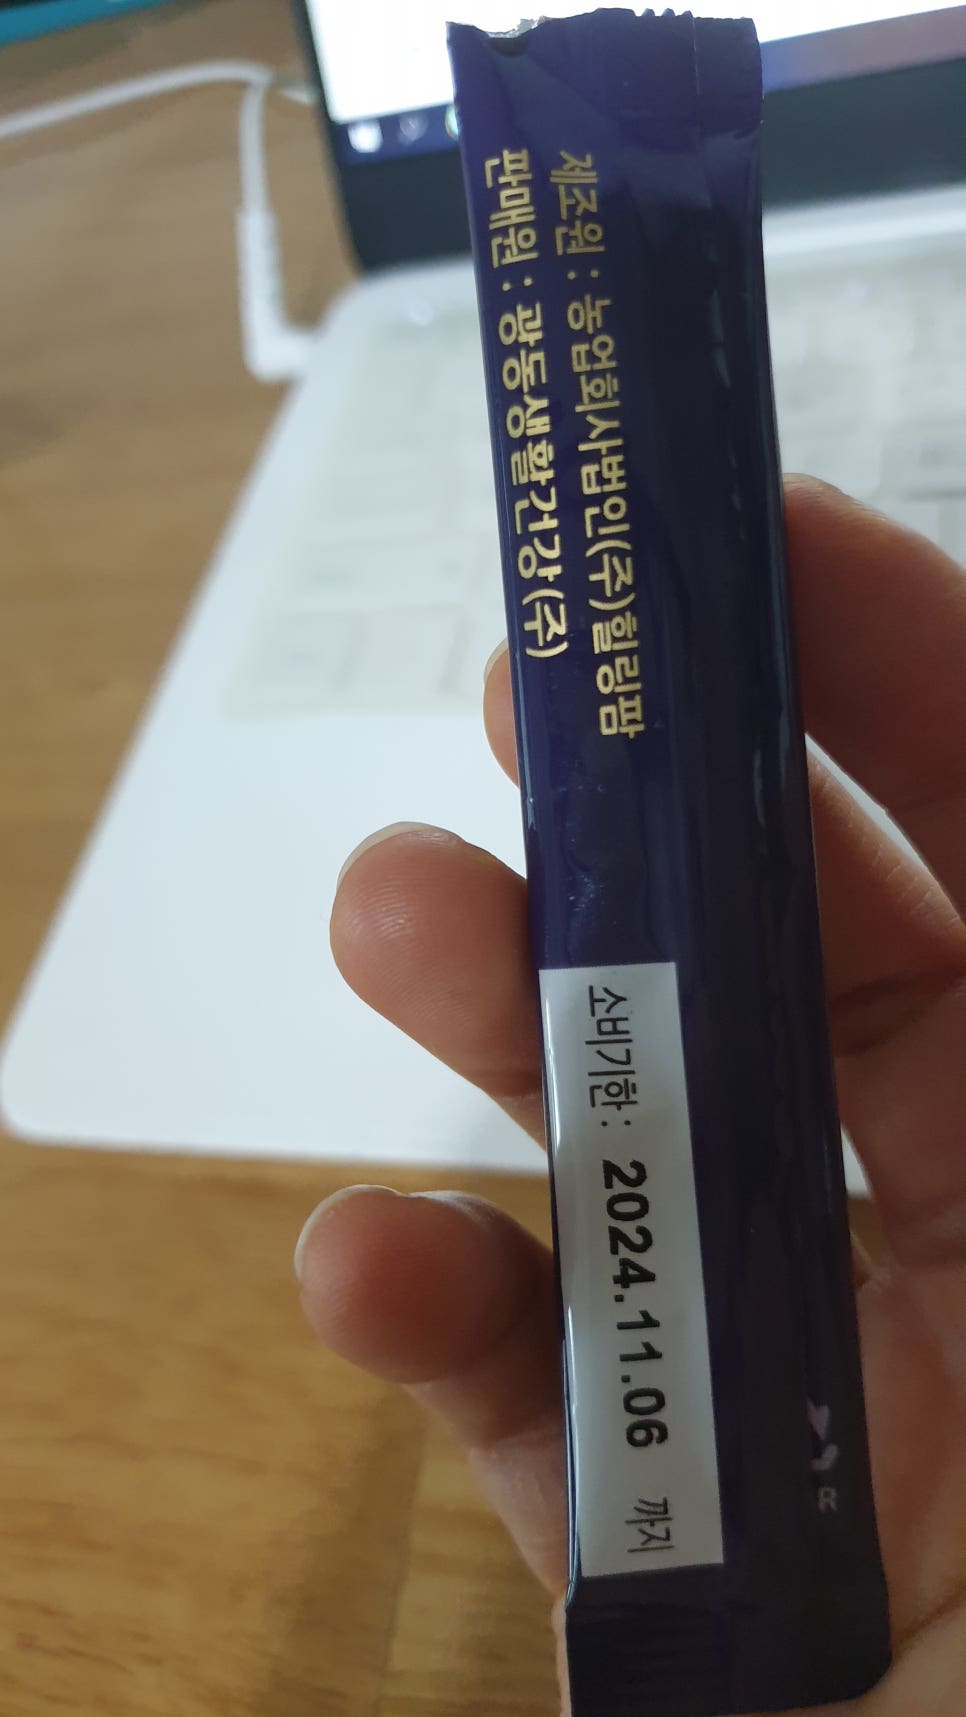 제조원 : 농업회사법인(주)힐링팜
판매원 : 광동생활건강(주)
소비기한 : 2024.11.06 까지
R